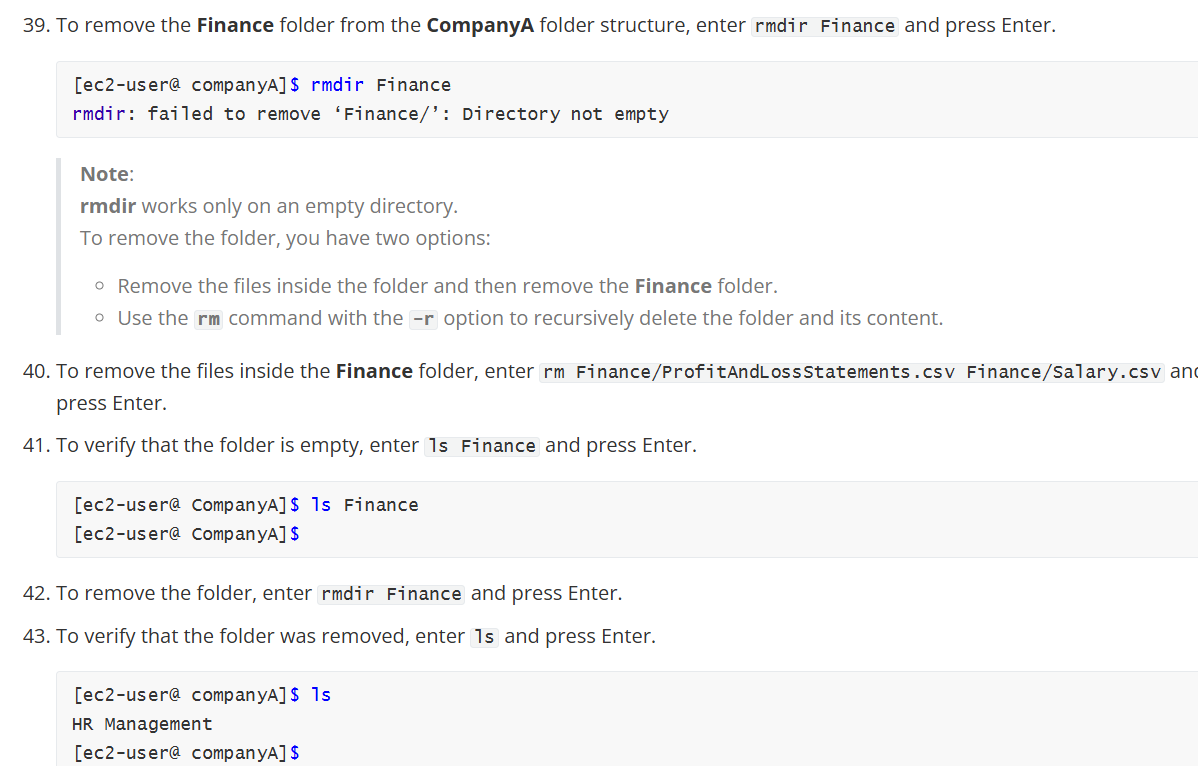 39. To remove the Finance folder from the CompanyA folder structure, enter rmdir Finance and press Enter.
[ec2-user@ companyA]$ rmdir Finance
rmdir: failed to remove ‘Finance/’: Directory not empty
Note:
rmdir works only on an empty directory.
To remove the folder, you have two options:
◦ Remove the files inside the folder and then remove the Finance folder.
◦ Use the rm command with the -r option to recursively delete the folder and its content.
40. To remove the files inside the Finance folder, enter rm Finance/ProfitAndLossStatements.csv Finance/Salary.csv and
press Enter.
41. To verify that the folder is empty, enter ls Finance and press Enter.
[ec2-user@ CompanyA]$ ls Finance
[ec2-user@ CompanyA]$
42. To remove the folder, enter rmdir Finance and press Enter.
43. To verify that the folder was removed, enter ls and press Enter.
[ec2-user@ companyA]$ ls
HR Management
[ec2-user@ companyA]$